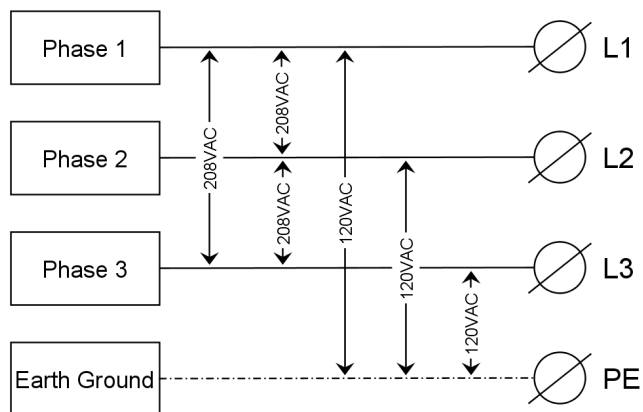 Phase 1
L1
208VAC
Phase 2
L2
208VAC
208VAC
120VAC
120VAC
Phase 3
L3
120VAC
Earth Ground
PE